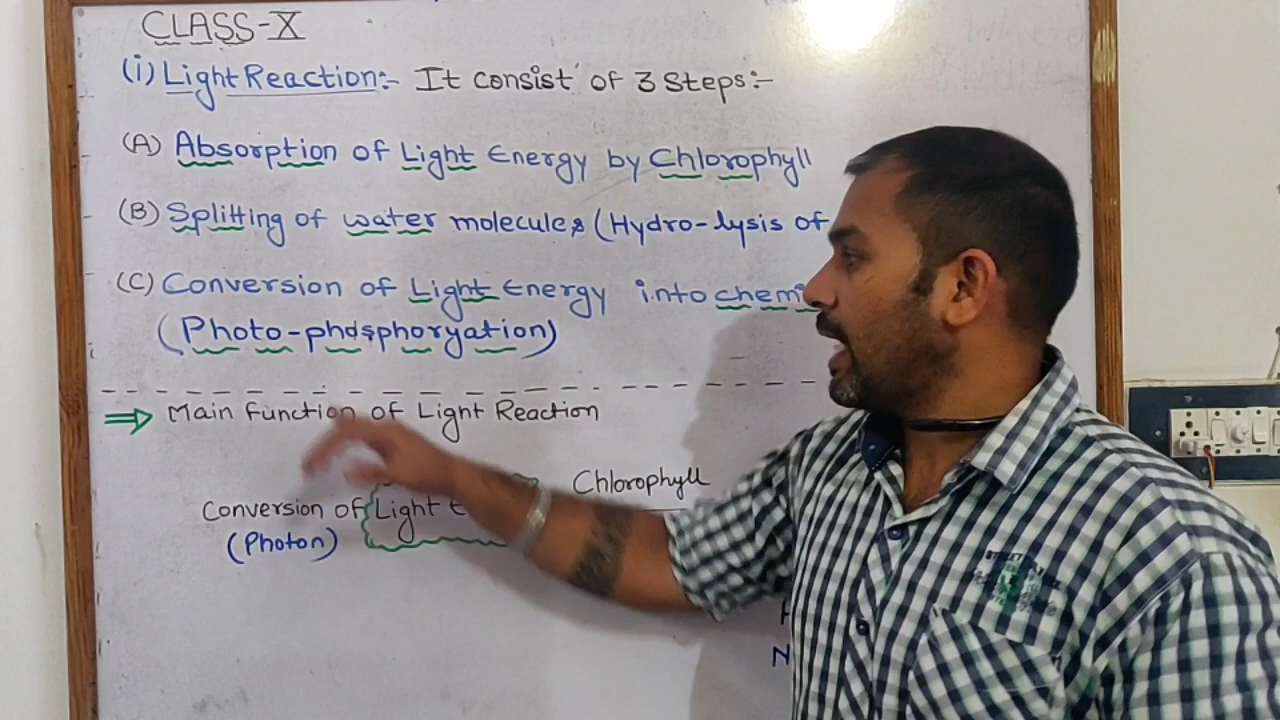 CLASS-X
(i) Light Reaction:- It consist of 3 Steps:-
(A) Absorption of Light Energy by Chlorophyll
(B) Splitting of water molecules (Hydro-lysis of
(C) Conversion of Light Energy into chemi
(Photo-phosphoryation)
⇒ Main Function of Light Reaction
Chlorophyll
Conversion of Light E
(Photon)
N